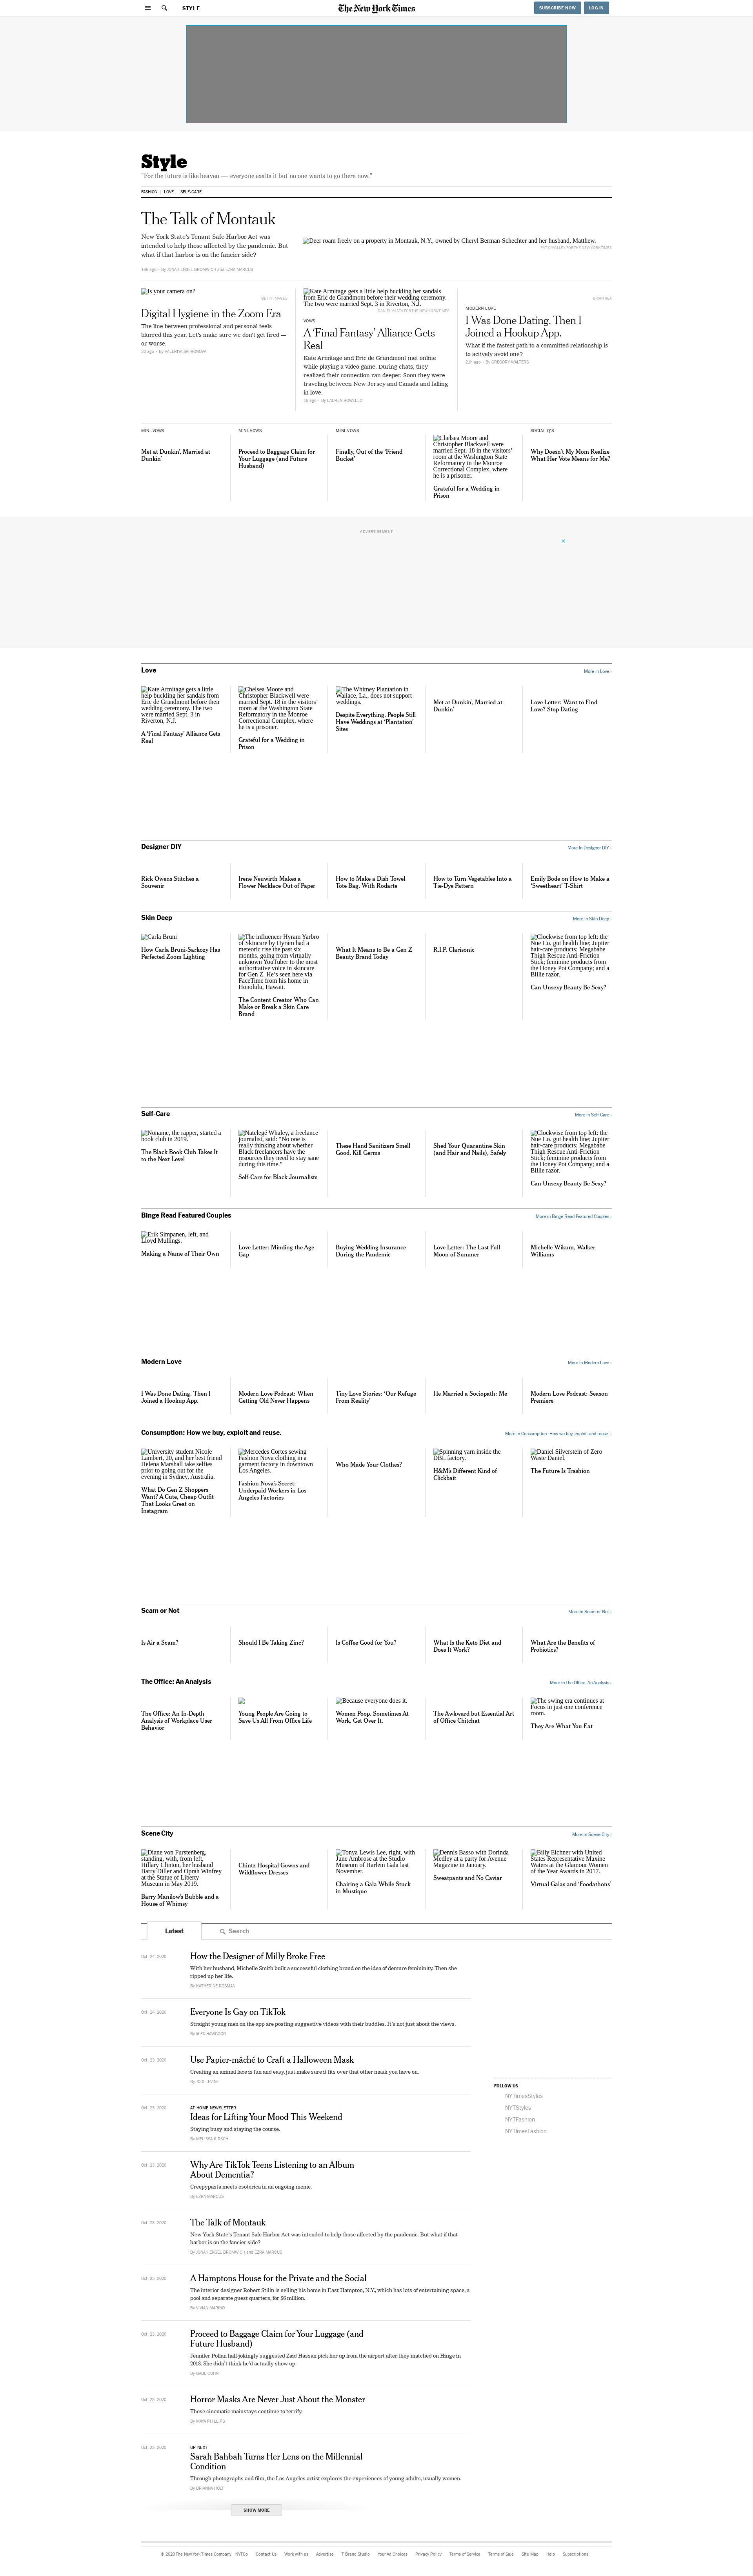 STYLE
The New York Times
SUBSCRIBE NOW
LOG IN
Style
“For the future is like heaven — everyone exalts it but no one wants to go there now.”
FASHION
LOVE
SELF-CARE
The Talk of Montauk
New York State’s Tenant Safe Harbor Act was
intended to help those affected by the pandemic. But
what if that harbor is on the fancier side?
By JONAH ENGEL BROMWICH and EZRA MARCUS
Deer roam freely on a property in Montauk, N.Y., owned by Cheryl Berman-Schechter and her husband, Matthew.
Is your camera on?
GETTY IMAGES
Digital Hygiene in the Zoom Era
The line between professional and personal feels
blurred this year. Let’s make sure we don’t get fired —
or worse.
2d ago · By VALERIYA SAFRONOVA
Kate Armitage gets a little help buckling her sandals
from Eric de Grandmont before their wedding ceremony.
The two were married Sept. 3 in Riverton, N.J.
VOWS
A ‘Final Fantasy’ Alliance Gets
Real
Kate Armitage and Eric de Grandmont met online
while playing a video game. During chats, they
realized their connection ran deeper. Soon they were
traveling between New Jersey and Canada and falling
in love.
By LAUREN ROWELLO
BRIAN REA
MODERN LOVE
I Was Done Dating. Then I
Joined a Hookup App.
What if the fastest path to a committed relationship is
to actively avoid one?
By GREGORY WALTERS
MINI-VOWS
Met at Dunkin’, Married at
Dunkin’
MINI-VOWS
Proceed to Baggage Claim for
Your Luggage (and Future
Husband)
MINI-VOWS
Finally, Out of the ‘Friend
Bucket’
Chelsea Moore and
Christopher Blackwell were
married Sept. 18 in the visitors’
room at the Washington State
Reformatory in the Monroe
Correctional Complex, where
he is a prisoner.
Grateful for a Wedding in
Prison
SOCIAL Q’S
Why Doesn’t My Mom Realize
What Her Vote Means for Me?
ADVERTISEMENT
Love
More in Love ›
Kate Armitage gets a little
help buckling her sandals
from Eric de Grandmont before
their wedding ceremony. The
two were married Sept. 3 in
Riverton, N.J.
A ‘Final Fantasy’ Alliance Gets
Real
Chelsea Moore and
Christopher Blackwell were
married Sept. 18 in the visitors’
room at the Washington State
Reformatory in the Monroe
Correctional Complex, where
he is a prisoner.
Grateful for a Wedding in
Prison
The Whitney Plantation in
Wallace, La., does not support
weddings.
Despite Everything, People Still
Have Weddings at ‘Plantation’
Sites
Met at Dunkin’, Married at
Dunkin’
Love Letter: Want to Find
Love? Stop Dating
Designer DIY
More in Designer DIY ›
Rick Owens Stitches a
Souvenir
Irene Neuwirth Makes a
Flower Necklace Out of Paper
How to Make a Dish Towel
Tote Bag, With Rodarte
How to Turn Vegetables Into a
Tie-Dye Pattern
Emily Bode on How to Make a
‘Sweetheart’ T-Shirt
Skin Deep
More in Skin Deep ›
Carla Bruni
How Carla Bruni-Sarkozy Has
Perfected Zoom Lighting
The influencer Hyram Yarbro
of Skincare by Hyram had a
meteoric rise the past six
months, going from virtually
unknown YouTuber to the most
authoritative voice in skincare
for Gen Z. He’s seen here via
FaceTime from his home in
Honolulu, Hawaii.
The Content Creator Who Can
Make or Break a Skin Care
Brand
What It Means to Be a Gen Z
Beauty Brand Today
R.I.P. Clarisonic
Clockwise from top left: the
Nue Co. gut health line; Jupiter
hair-care products; Megababe
Thigh Rescue Anti-Friction
Stick; feminine products from
the Honey Pot Company; and a
Billie razor.
Can Unsexy Beauty Be Sexy?
Self-Care
More in Self-Care ›
Noname, the rapper, started a
book club in 2019.
The Black Book Club Takes It
to the Next Level
Natelegé Whaley, a freelance
journalist, said: “No one is
really thinking about whether
Black freelancers have the
resources they need to stay sane
during this time.”
Self-Care for Black Journalists
These Hand Sanitizers Smell
Good, Kill Germs
Shed Your Quarantine Skin
(and Hair and Nails), Safely
Clockwise from top left: the
Nue Co. gut health line; Jupiter
hair-care products; Megababe
Thigh Rescue Anti-Friction
Stick; feminine products from
the Honey Pot Company; and a
Billie razor.
Can Unsexy Beauty Be Sexy?
Binge Read Featured Couples
More in Binge Read Featured Couples ›
Erik Simpanen, left, and
Lloyd Mullings.
Making a Name of Their Own
Love Letter: Minding the Age
Gap
Buying Wedding Insurance
During the Pandemic
Love Letter: The Last Full
Moon of Summer
Michelle Wikum, Walker
Williams
Modern Love
More in Modern Love ›
I Was Done Dating. Then I
Joined a Hookup App.
Modern Love Podcast: When
Getting Old Never Happens
Tiny Love Stories: ‘Our Refuge
From Reality’
He Married a Sociopath: Me
Modern Love Podcast: Season
Premiere
Consumption: How we buy, exploit and reuse.
More in Consumption: How we buy, exploit and reuse. ›
University student Nicole
Lambert, 20, and her best friend
Helena Marshall take selfies
prior to going out for the
evening in Sydney, Australia.
What Do Gen Z Shoppers
Want? A Cute, Cheap Outfit
That Looks Great on
Instagram
Mercedes Cortes sewing
Fashion Nova clothing in a
garment factory in downtown
Los Angeles.
Fashion Nova’s Secret:
Underpaid Workers in Los
Angeles Factories
Who Made Your Clothes?
Spinning yarn inside the
DBL factory.
H&M’s Different Kind of
Clickbait
Daniel Silverstein of Zero
Waste Daniel.
The Future Is Trashion
Scam or Not
More in Scam or Not ›
Is Air a Scam?
Should I Be Taking Zinc?
Is Coffee Good for You?
What Is the Keto Diet and
Does It Work?
What Are the Benefits of
Probiotics?
The Office: An Analysis
More in The Office: An Analysis ›
The Office: An In-Depth
Analysis of Workplace User
Behavior
Young People Are Going to
Save Us All From Office Life
Because everyone does it.
Women Poop. Sometimes At
Work. Get Over It.
The Awkward but Essential Art
of Office Chitchat
The swing era continues at
Focus in just one conference
room.
They Are What You Eat
Scene City
More in Scene City ›
Diane von Furstenberg,
standing, with, from left,
Hillary Clinton, her husband
Barry Diller and Oprah Winfrey
at the Statue of Liberty
Museum in May 2019.
Barry Manilow’s Bubble and a
House of Whimsy
Chintz Hospital Gowns and
Wildflower Dresses
Tonya Lewis Lee, right, with
June Ambrose at the Studio
Museum of Harlem Gala last
November.
Chairing a Gala While Stuck
in Mustique
Dennis Basso with Dorinda
Medley at a party for Avenue
Magazine in January.
Sweatpants and No Caviar
Billy Eichner with United
States Representative Maxine
Waters at the Glamour Women
of the Year Awards in 2017.
Virtual Galas and ‘Foodathons’
Latest
Search
Oct. 24, 2020
How the Designer of Milly Broke Free
With her husband, Michelle Smith built a successful clothing brand on the idea of demure femininity. Then she
ripped up her life.
By KATHERINE ROSMAN
Oct. 24, 2020
Everyone Is Gay on TikTok
Straight young men on the app are posting suggestive videos with their buddies. It’s not just about the views.
By ALEX HAWGOOD
Oct. 23, 2020
Use Papier-mâché to Craft a Halloween Mask
Creating an animal face is fun and easy, just make sure it fits over that other mask you have on.
By JODI LEVINE
Oct. 23, 2020
AT HOME NEWSLETTER
Ideas for Lifting Your Mood This Weekend
Staying busy and staying the course.
By MELISSA KIRSCH
Oct. 23, 2020
Why Are TikTok Teens Listening to an Album
About Dementia?
Creepypasta meets esoterica in an ongoing meme.
By EZRA MARCUS
Oct. 23, 2020
The Talk of Montauk
New York State’s Tenant Safe Harbor Act was intended to help those affected by the pandemic. But what if that
harbor is on the fancier side?
By JONAH ENGEL BROMWICH and EZRA MARCUS
Oct. 23, 2020
A Hamptons House for the Private and the Social
The interior designer Robert Stilin is selling his home in East Hampton, N.Y., which has lots of entertaining space, a
pool and separate guest quarters, for $6 million.
By VIVIAN MARINO
Oct. 23, 2020
Proceed to Baggage Claim for Your Luggage (and
Future Husband)
Jennifer Pollan half-jokingly suggested Zaid Hassan pick her up from the airport after they matched on Hinge in
2018. She didn’t think he’d actually show up.
By GABE COHN
Oct. 23, 2020
Horror Masks Are Never Just About the Monster
These cinematic mainstays continue to terrify.
By MAYA PHILLIPS
Oct. 23, 2020
UP NEXT
Sarah Bahbah Turns Her Lens on the Millennial
Condition
Through photographs and film, the Los Angeles artist explores the experiences of young adults, usually women.
By BRIANNA HOLT
SHOW MORE
FOLLOW US
NYTimesStyles
NYTStyles
NYTFashion
NYTimesFashion
© 2020 The New York Times Company
NYTCo
Contact Us
Work with us
Advertise
T Brand Studio
Your Ad Choices
Privacy Policy
Terms of Service
Terms of Sale
Site Map
Help
Subscriptions